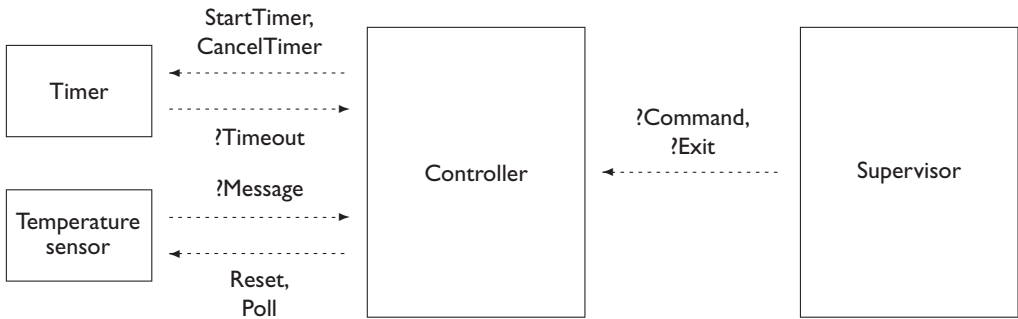 StartTimer,
CancelTimer
Timer
?Timeout
?Message
Temperature
sensor
Reset,
Poll
Controller
?Command,
?Exit
Supervisor